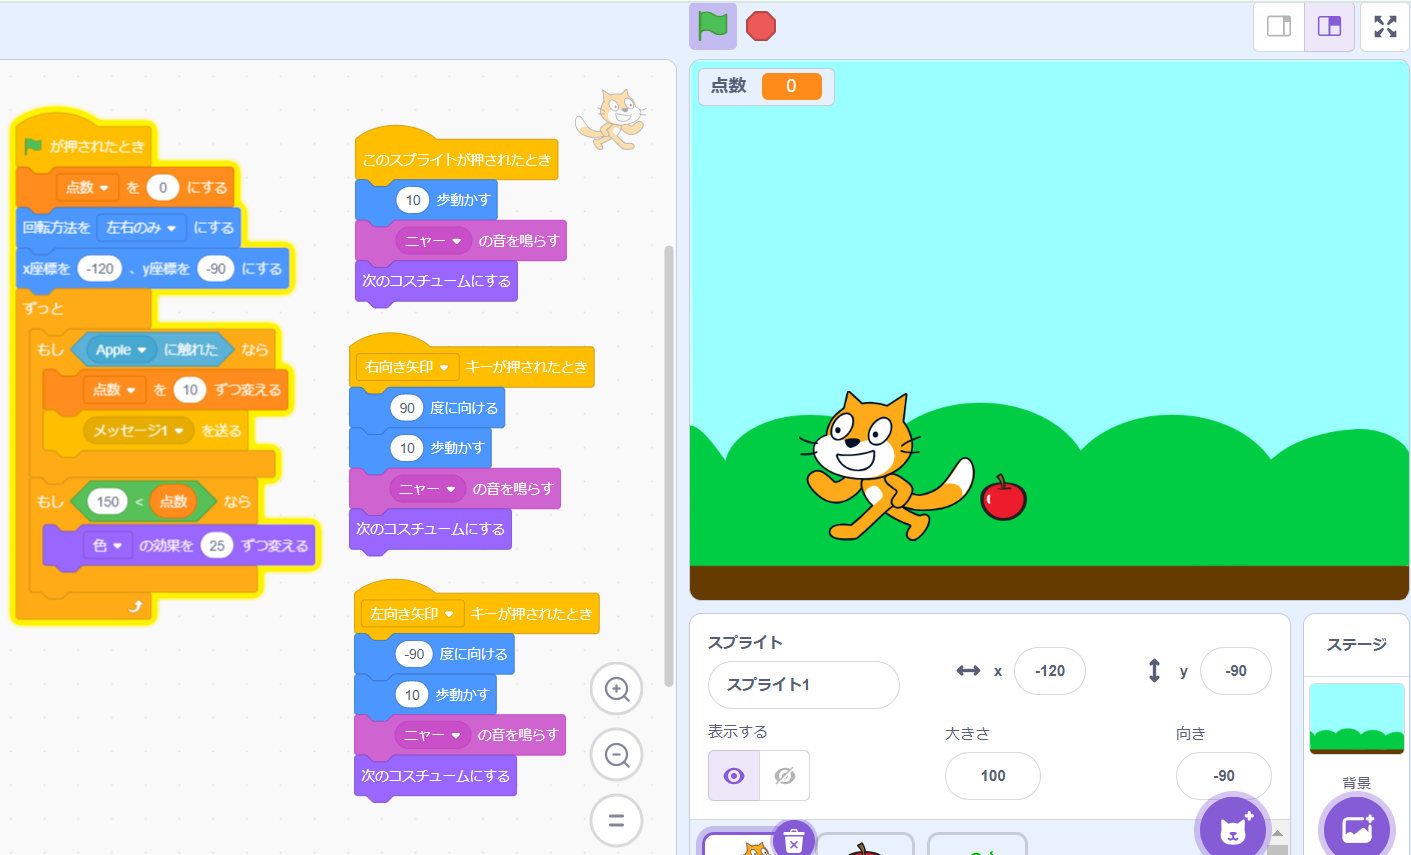 が押されたとき
点数 を 0 にする
回転方法を 左右のみ にする
x座標を -120 、y座標を -90 にする
ずっと
もし Apple に触れた なら
点数 を 10 ずつ変える
メッセージ1 を送る
もし 150 < 点数 なら
色 の効果を 25 ずつ変える
このスプライトが押されたとき
10 歩動かす
ニャー の音を鳴らす
次のコスチュームにする
右向き矢印 キーが押されたとき
90 度に向ける
10 歩動かす
ニャー の音を鳴らす
次のコスチュームにする
左向き矢印 キーが押されたとき
-90 度に向ける
10 歩動かす
ニャー の音を鳴らす
次のコスチュームにする
点数 0
スプライト
スプライト1
x -120
y -90
表示する
大きさ
100
向き
-90
ステージ
背景